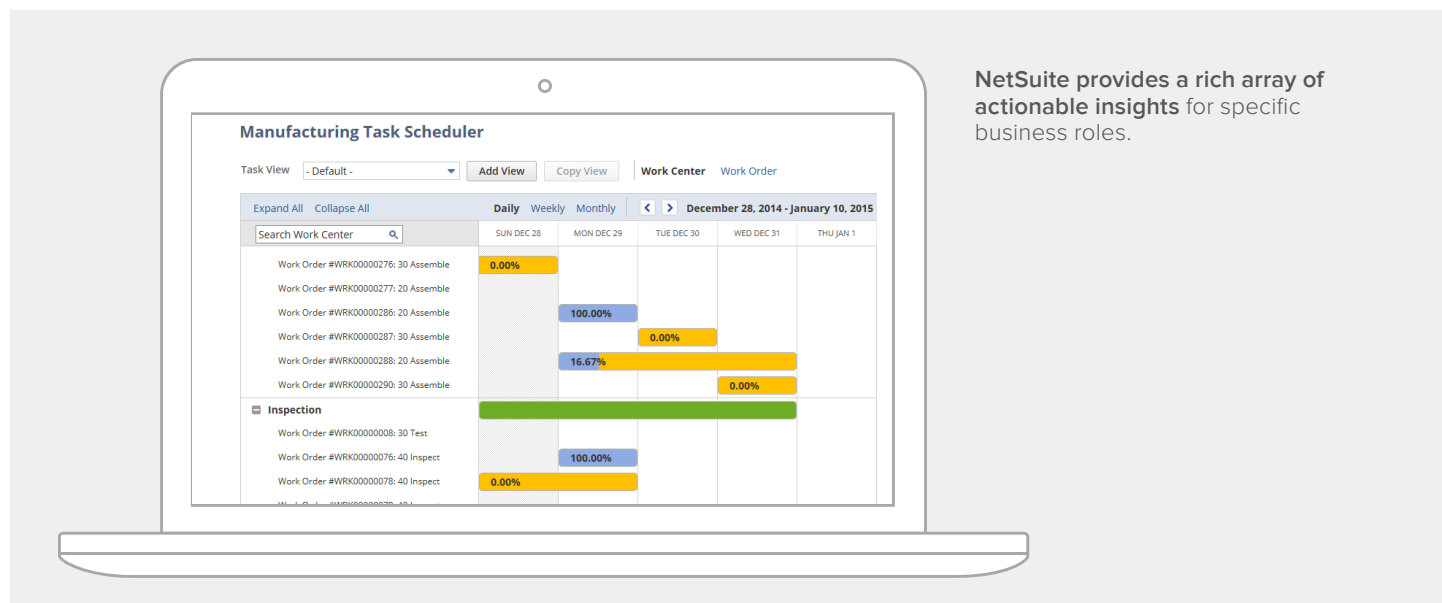 NetSuite provides a rich array of
actionable insights for specific
business roles.
Manufacturing Task Scheduler
Task View - Default - Add View Copy View Work Center Work Order
Expand All Collapse All Daily Weekly Monthly December 28, 2014 - January 10, 2015
Search Work Center SUN DEC 28 MON DEC 29 TUE DEC 30 WED DEC 31 THU JAN 1
Work Order #WRK00000276: 30 Assemble 0.00%
Work Order #WRK00000277: 20 Assemble
Work Order #WRK00000286: 20 Assemble 100.00%
Work Order #WRK00000287: 30 Assemble 0.00%
Work Order #WRK00000288: 20 Assemble 16.67%
Work Order #WRK00000290: 30 Assemble 0.00%
Inspection
Work Order #WRK00000008: 30 Test
Work Order #WRK00000076: 40 Inspect 100.00%
Work Order #WRK00000078: 40 Inspect 0.00%